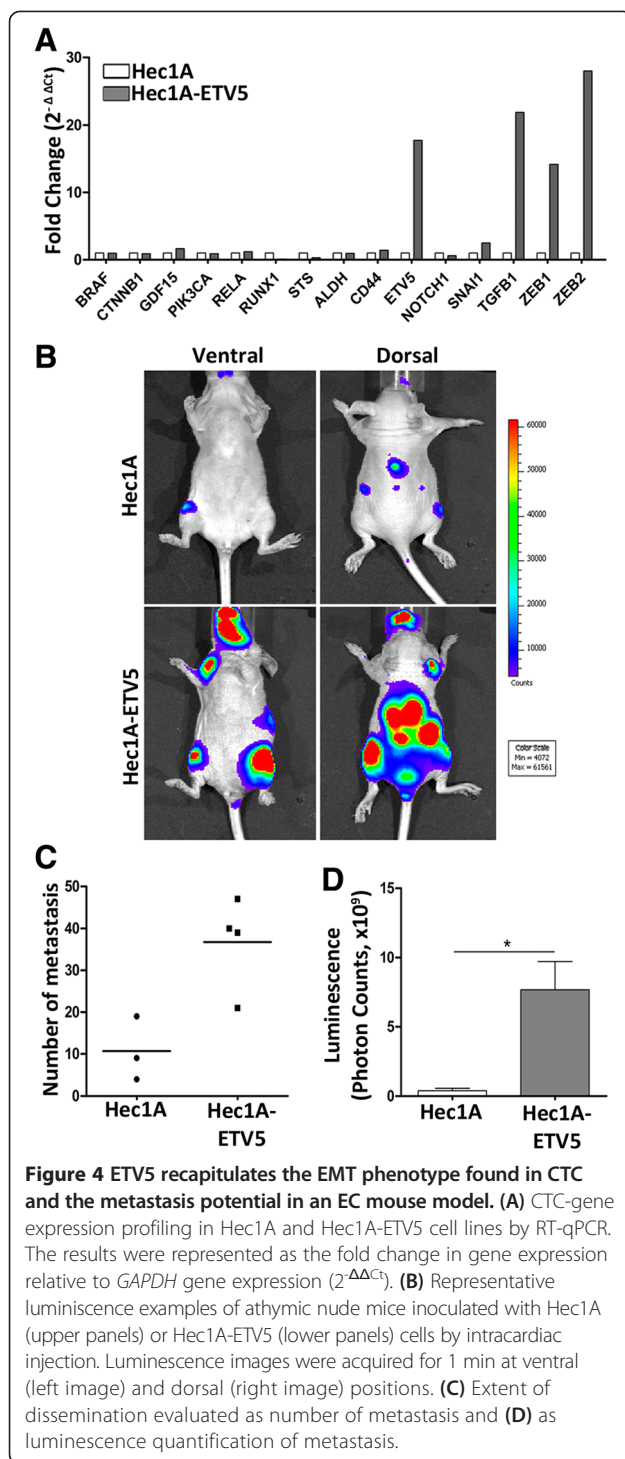 A
Fold Change (2-Δ ΔCt)
30
20
10
0
Hec1A
Hec1A-ETV5
BRAF
CTNNB1
GDF15
PIK3CA
RELA
RUNX1
STS
ALDH
CD44
ETV5
NOTCH1
SNAI1
TGFB1
ZEB1
ZEB2
B
Ventral
Dorsal
Hec1A
Hec1A-ETV5
60000
50000
40000
30000
20000
10000
Counts
Color Scale
Min = 4072
Max = 61561
C
Number of metastasis
50
40
30
20
10
0
Hec1A
Hec1A-
ETV5
D
Luminescence
(Photon Counts, x10⁹)
15
10
5
0
*
Hec1A
Hec1A-
ETV5
Figure 4 ETV5 recapitulates the EMT phenotype found in CTC
and the metastasis potential in an EC mouse model. (A) CTC-gene
expression profiling in Hec1A and Hec1A-ETV5 cell lines by RT-qPCR.
The results were represented as the fold change in gene expression
relative to GAPDH gene expression (2-ΔΔCt). (B) Representative
luminiscence examples of athymic nude mice inoculated with Hec1A
(upper panels) or Hec1A-ETV5 (lower panels) cells by intracardiac
injection. Luminescence images were acquired for 1 min at ventral
(left image) and dorsal (right image) positions. (C) Extent of
dissemination evaluated as number of metastasis and (D) as
luminescence quantification of metastasis.